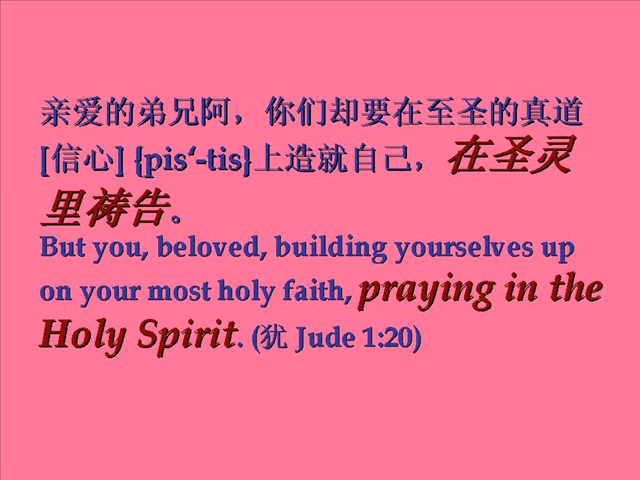 亲爱的弟兄阿，你们却要在至圣的真道
[信心] {pis‘-tis}上造就自己，在圣灵
里祷告。
But you, beloved, building yourselves up
on your most holy faith, praying in the
Holy Spirit. (犹 Jude 1:20)